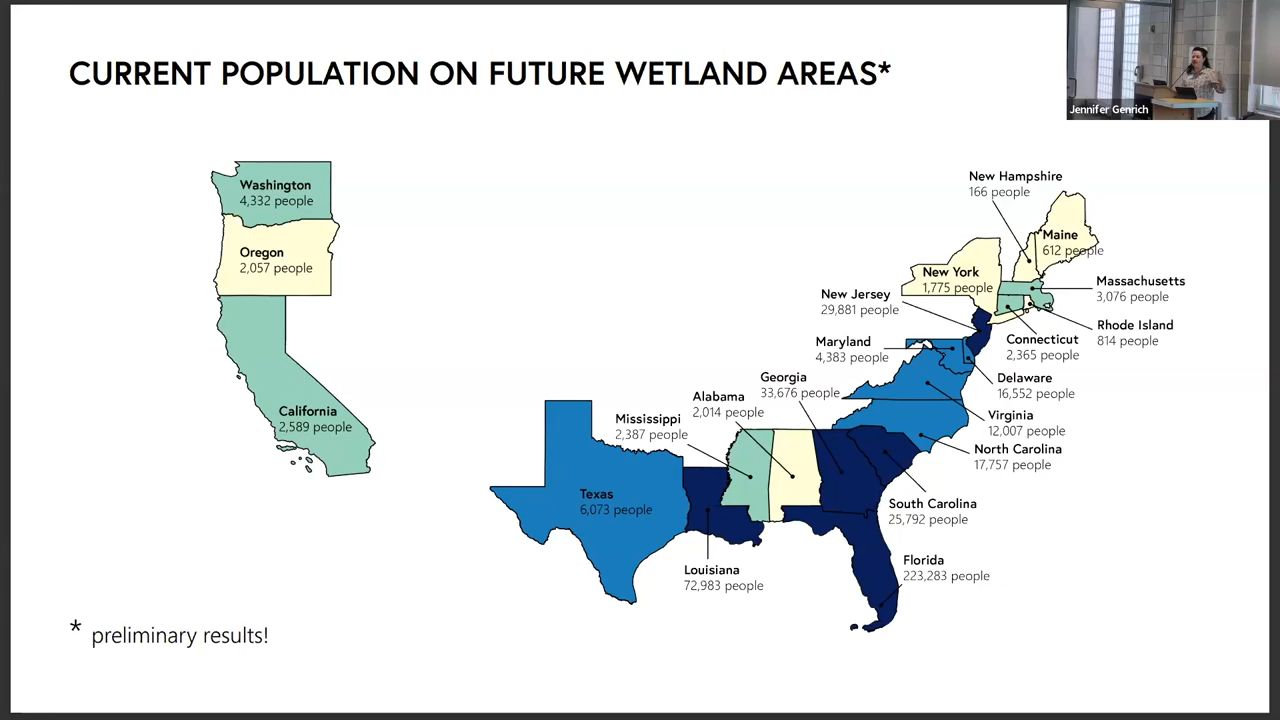 CURRENT POPULATION ON FUTURE WETLAND AREAS*
Jennifer Genrich
Washington
4,332 people
Oregon
2,057 people
California
2,589 people
New Hampshire
166 people
Maine
612 people
New York
1,775 people
Massachusetts
3,076 people
New Jersey
29,881 people
Rhode Island
814 people
Connecticut
2,365 people
Maryland
4,383 people
Delaware
16,552 people
Georgia
33,676 people
Alabama
2,014 people
Virginia
12,007 people
Mississippi
2,387 people
North Carolina
17,757 people
Texas
6,073 people
South Carolina
25,792 people
Louisiana
72,983 people
Florida
223,283 people
* preliminary results!